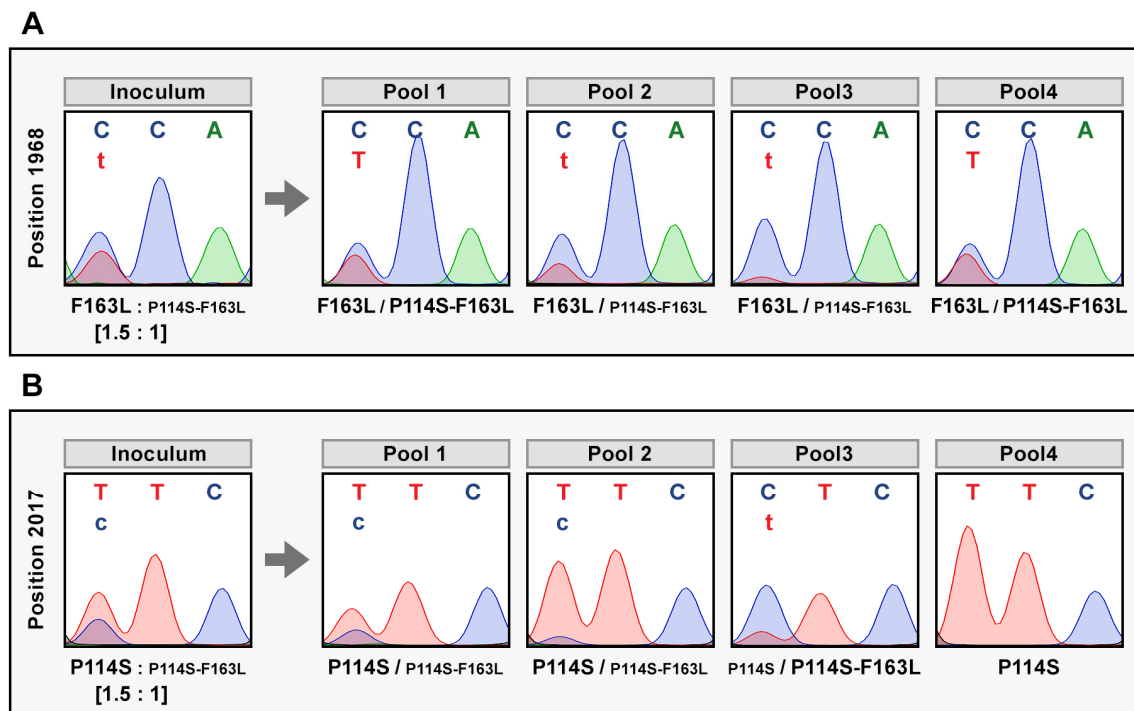 A
Inoculum Pool 1 Pool 2 Pool3 Pool4
Position 1968
C C A C C A C C A C C A C C A
t T t t T
F163L : P114S-F163L F163L / P114S-F163L F163L / P114S-F163L F163L / P114S-F163L F163L / P114S-F163L
[1.5 : 1]
B
Inoculum Pool 1 Pool 2 Pool3 Pool4
Position 2017
T T C T T C T T C C T C T T C
c c c t
P114S : P114S-F163L P114S / P114S-F163L P114S / P114S-F163L P114S / P114S-F163L P114S
[1.5 : 1]